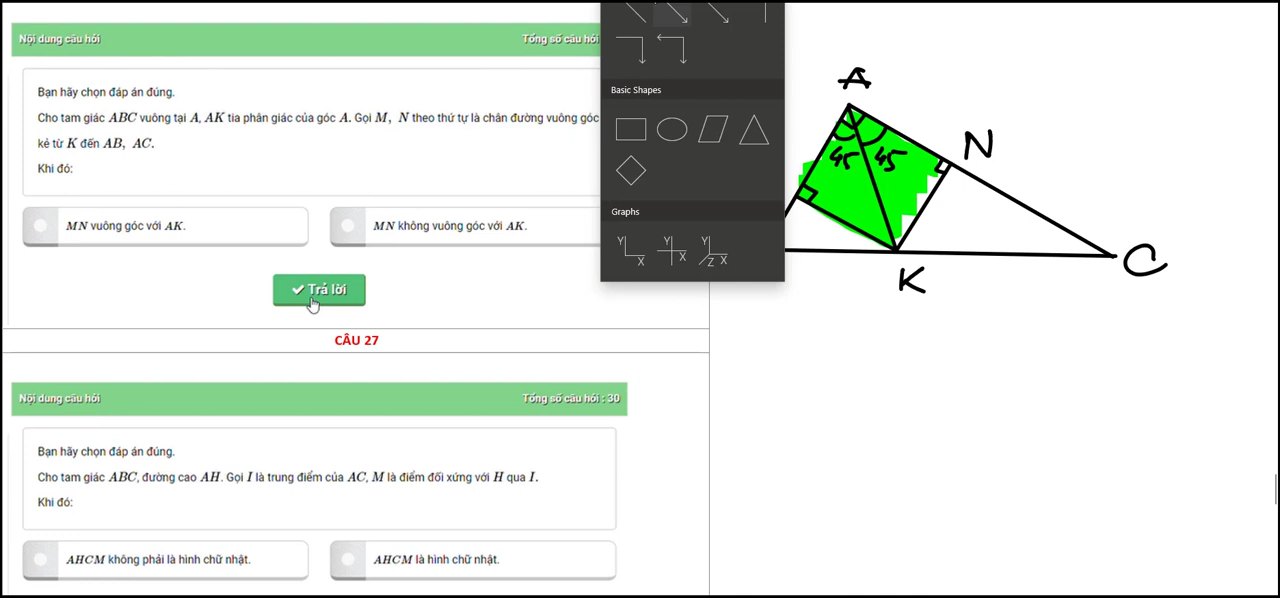 Nội dung câu hỏi
Tổng số câu hỏi
Bạn hãy chọn đáp án đúng.
Cho tam giác ABC vuông tại A, AK tia phân giác của góc A. Gọi M, N theo thứ tự là chân đường vuông góc
kẻ từ K đến AB, AC.
Khi đó:
MN vuông góc với AK.
MN không vuông góc với AK.
Trả lời
CÂU 27
Nội dung câu hỏi
Tổng số câu hỏi : 30
Bạn hãy chọn đáp án đúng.
Cho tam giác ABC, đường cao AH. Gọi I là trung điểm của AC, M là điểm đối xứng với H qua I.
Khi đó:
AHCM không phải là hình chữ nhật.
AHCM là hình chữ nhật.
Basic Shapes
Graphs
Y X
Y X
Y Z X
A
45 45
N
K
C